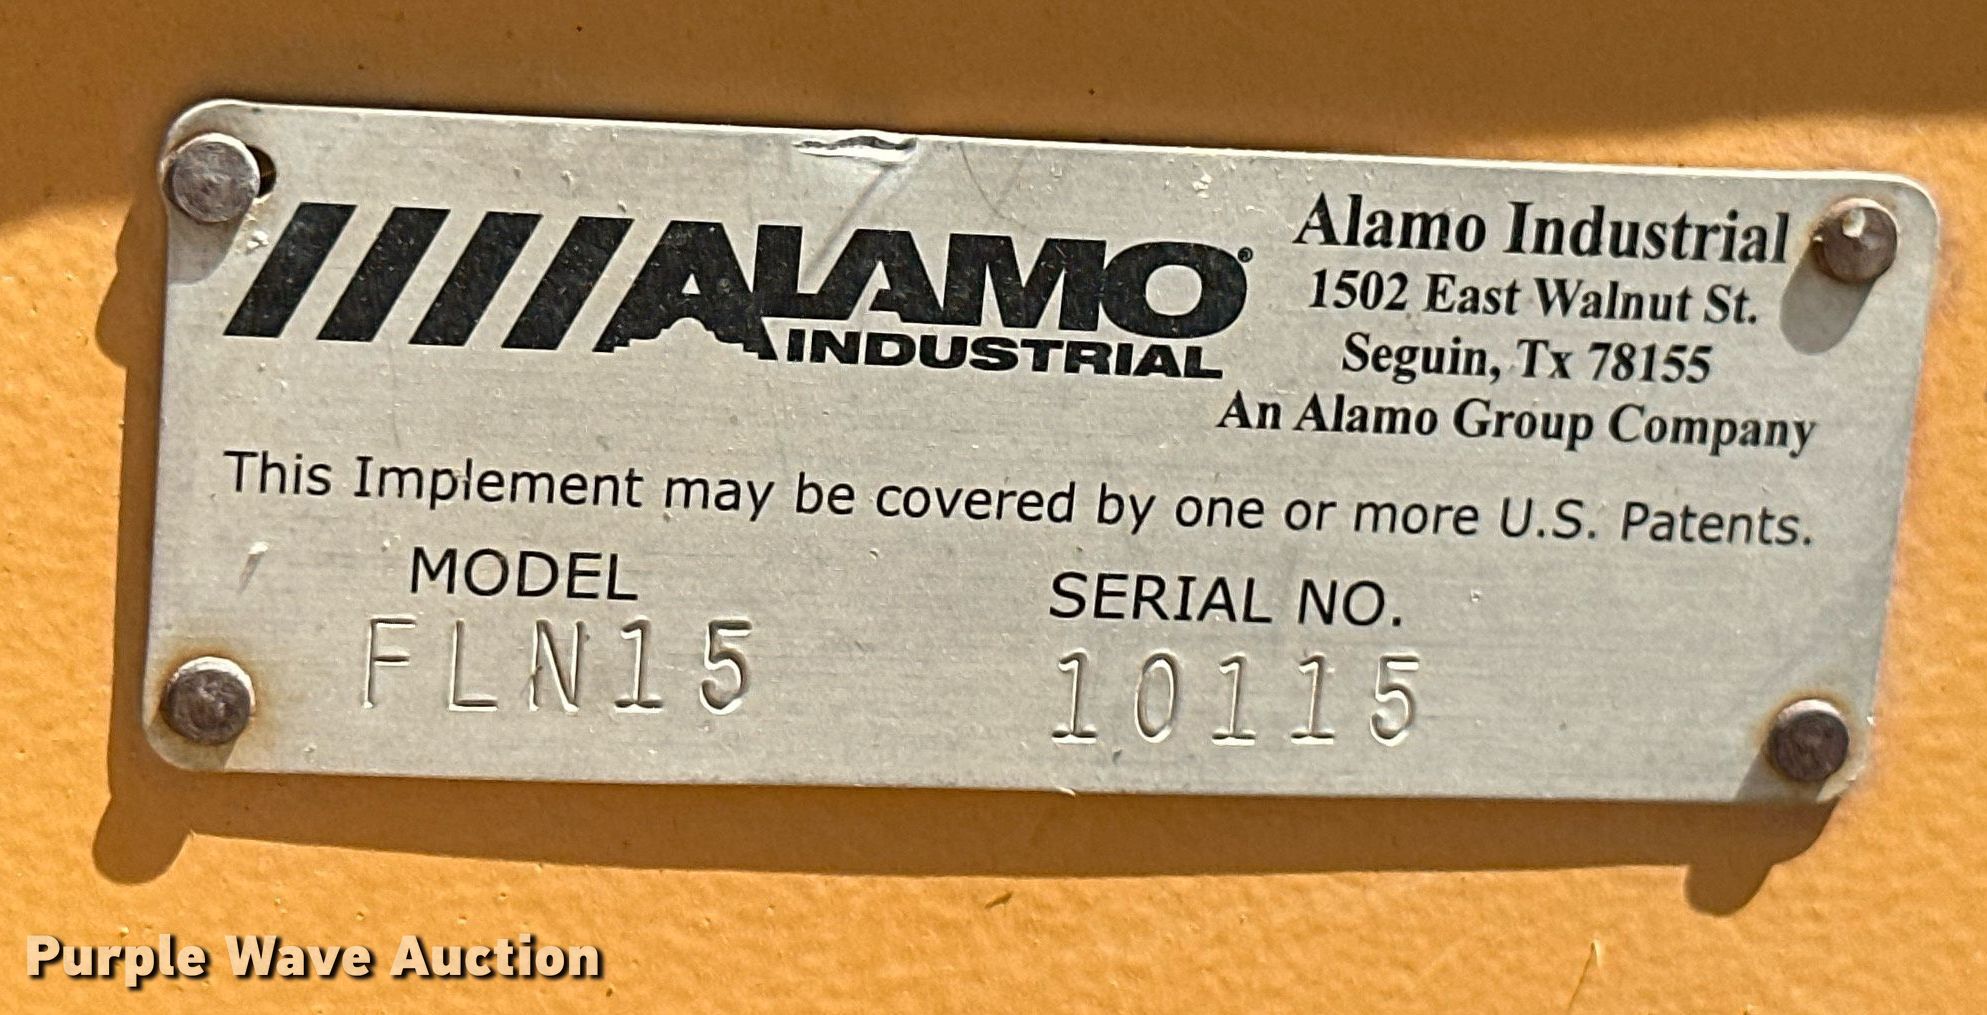 ALAMO®
INDUSTRIAL
Alamo Industrial
1502 East Walnut St.
Seguin, Tx 78155
An Alamo Group Company
This Implement may be covered by one or more U.S. Patents.
MODEL
FLN15
SERIAL NO.
10115
Purple Wave Auction